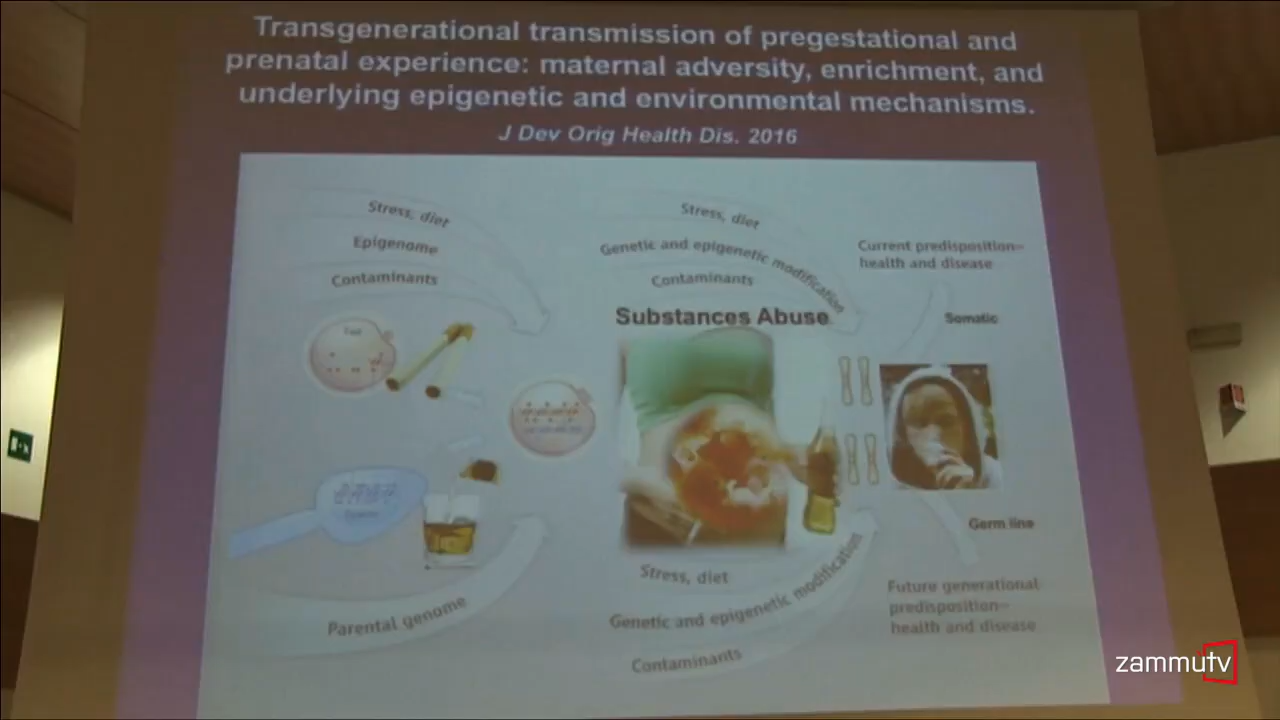 Transgenerational transmission of pregestational and
prenatal experience: maternal adversity, enrichment, and
underlying epigenetic and environmental mechanisms.
J Dev Orig Health Dis. 2016
Stress, diet
Epigenome
Contaminants
Parental genome
Stress, diet
Genetic and epigenetic modification
Contaminants
Substances Abuse
Stress, diet
Genetic and epigenetic modification
Contaminants
Current predisposition–
health and disease
Somatic
Germ line
Future generational
predisposition–
health and disease
zammutv